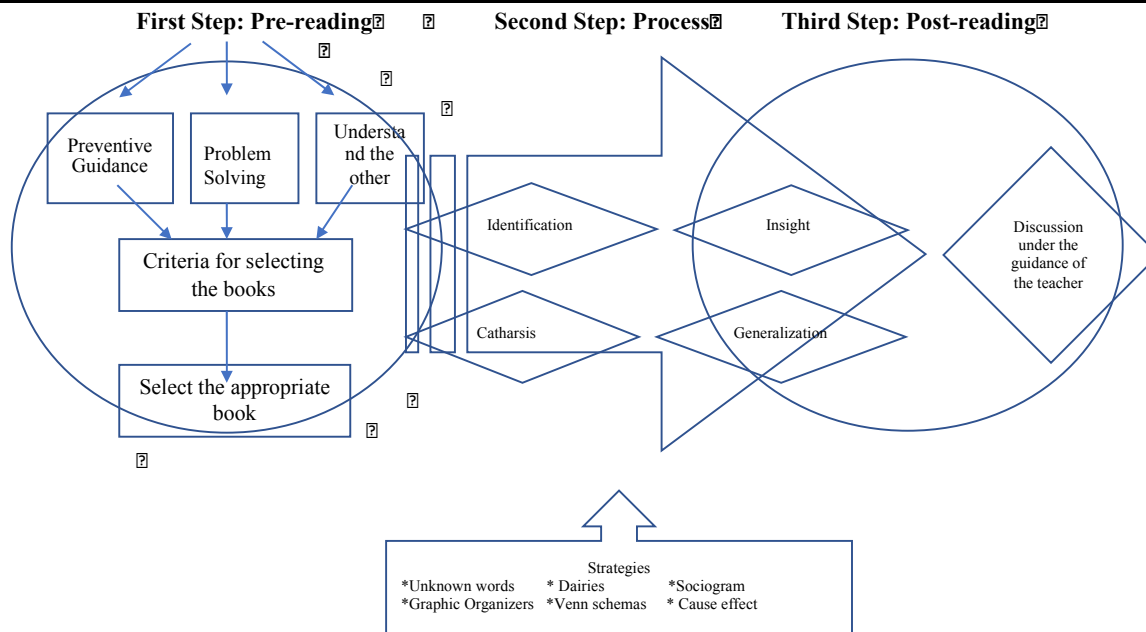 First Step: Pre-reading Second Step: Process Third Step: Post-reading
Preventive
Guidance
Problem
Solving
Understa
nd the
other
Criteria for selecting
the books
Select the appropriate
book
Identification
Insight
Catharsis
Generalization
Discussion
under the
guidance of
the teacher
Strategies
*Unknown words * Dairies *Sociogram
*Graphic Organizers *Venn schemas * Cause effect